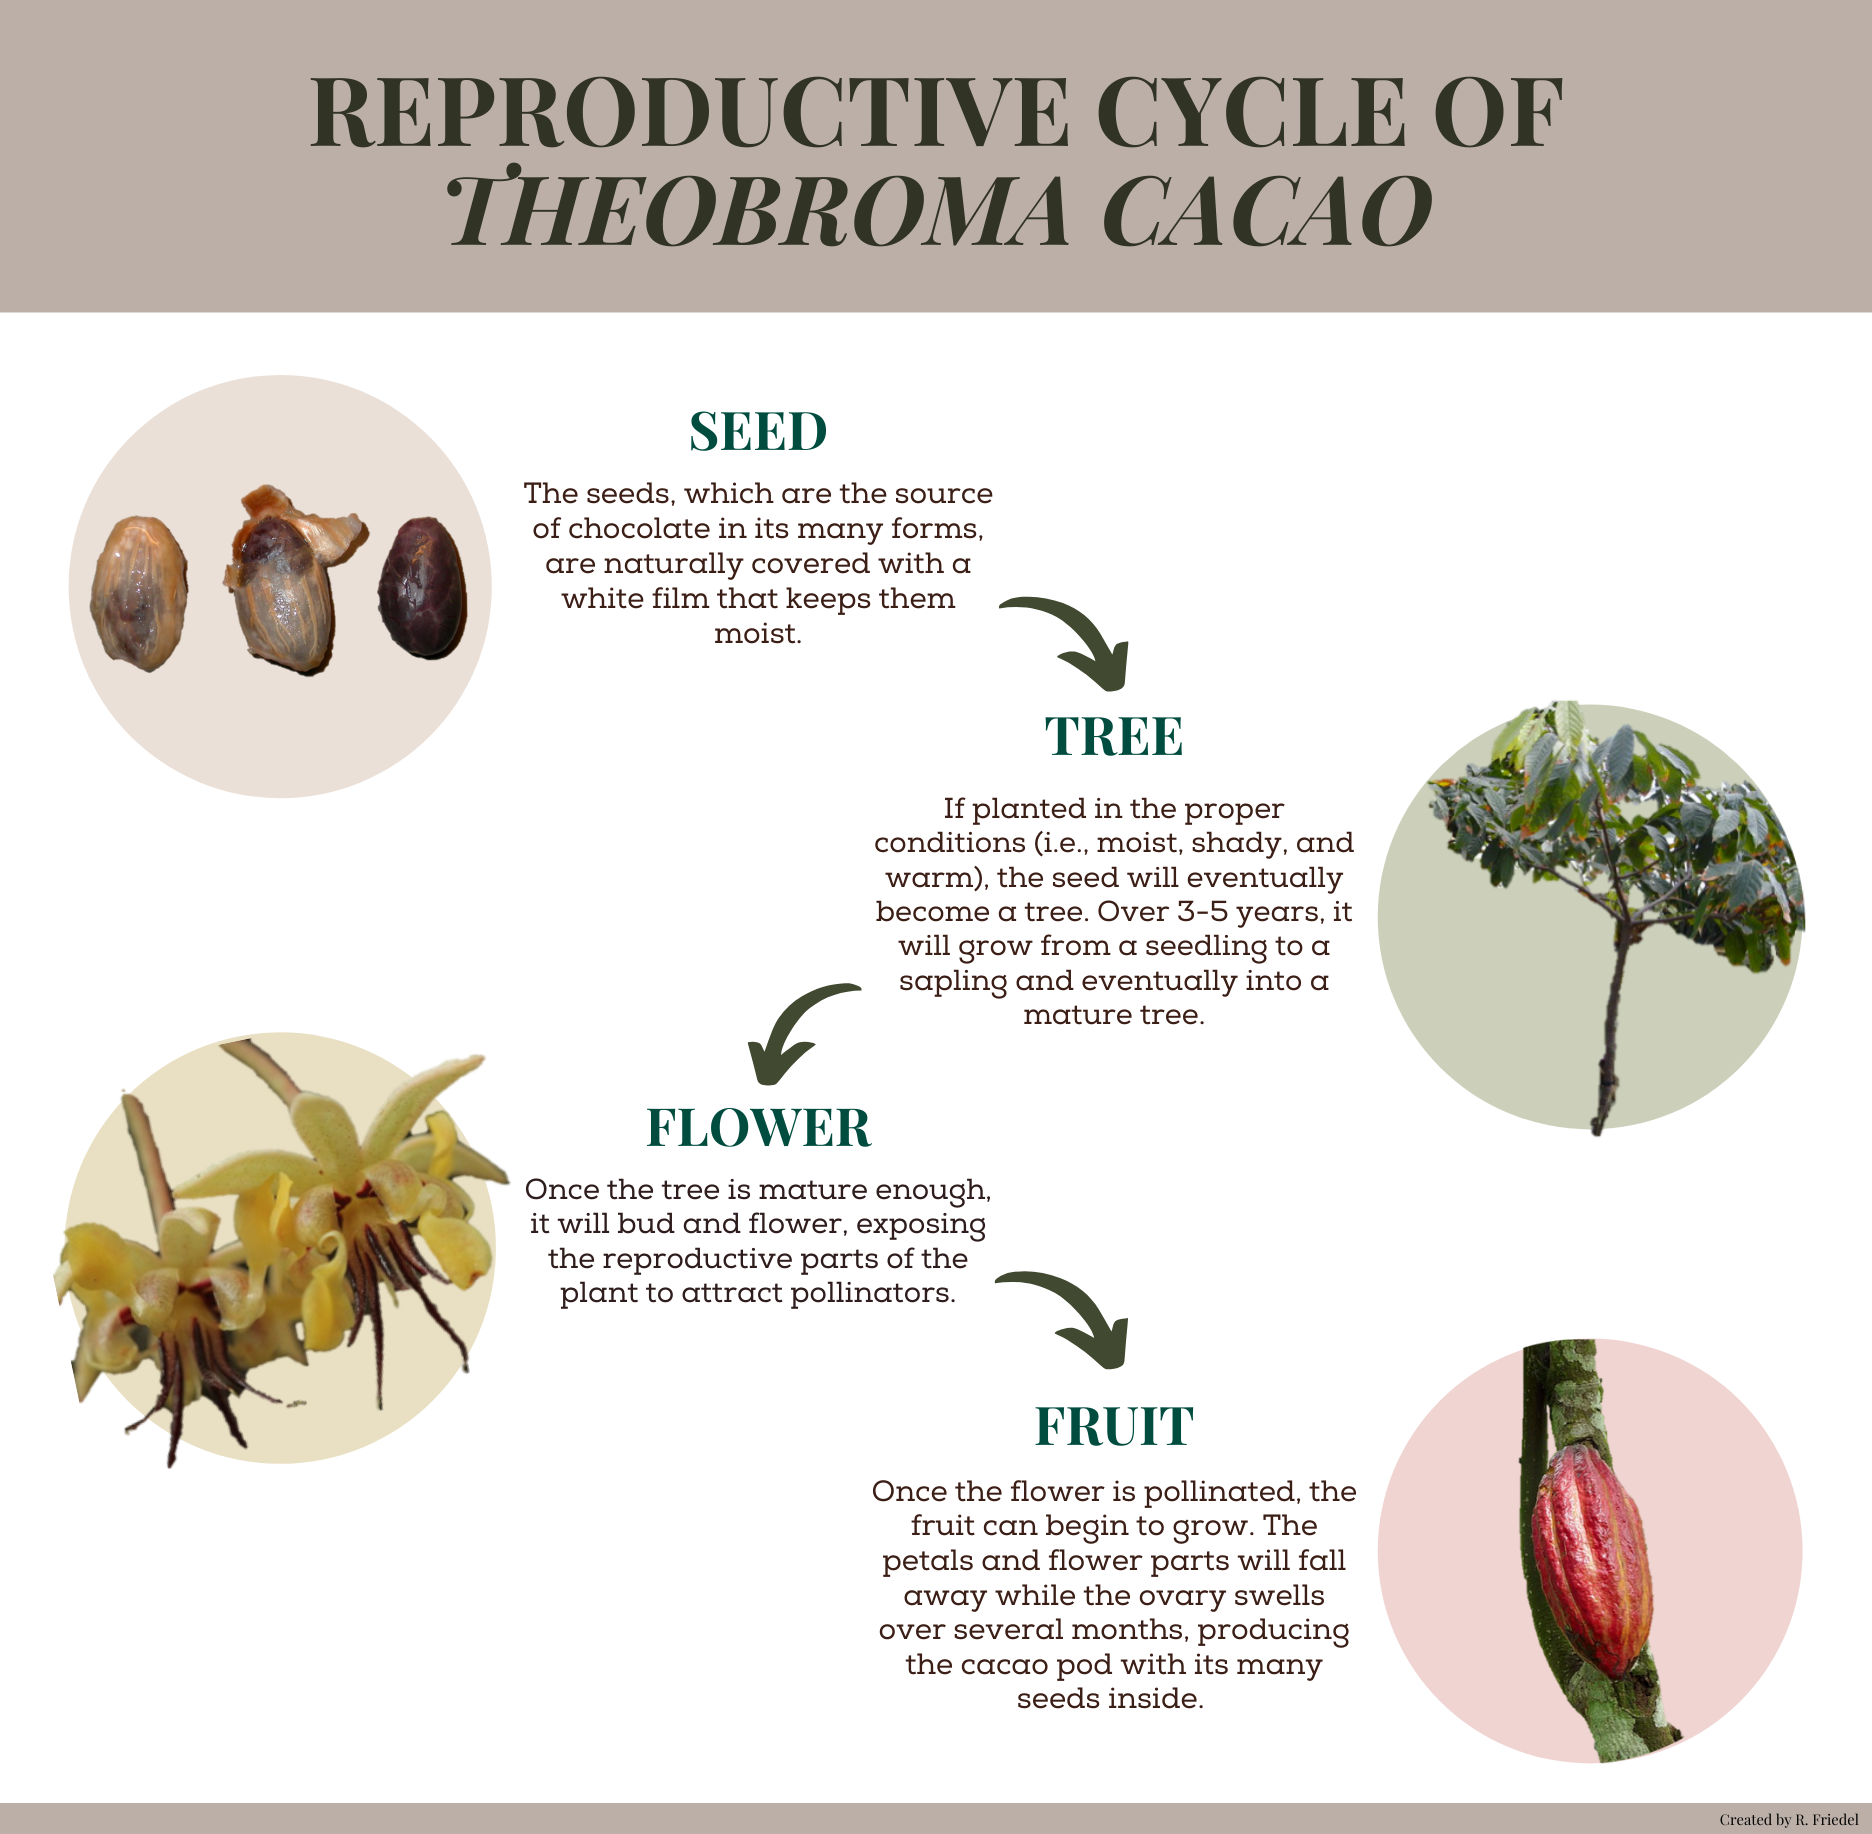 REPRODUCTIVE CYCLE OF
THEOBROMA CACAO
SEED
The seeds, which are the source
of chocolate in its many forms,
are naturally covered with a
white film that keeps them
moist.
TREE
If planted in the proper
conditions (i.e., moist, shady, and
warm), the seed will eventually
become a tree. Over 3-5 years, it
will grow from a seedling to a
sapling and eventually into a
mature tree.
FLOWER
Once the tree is mature enough,
it will bud and flower, exposing
the reproductive parts of the
plant to attract pollinators.
FRUIT
Once the flower is pollinated, the
fruit can begin to grow. The
petals and flower parts will fall
away while the ovary swells
over several months, producing
the cacao pod with its many
seeds inside.
Created by R. Friedel